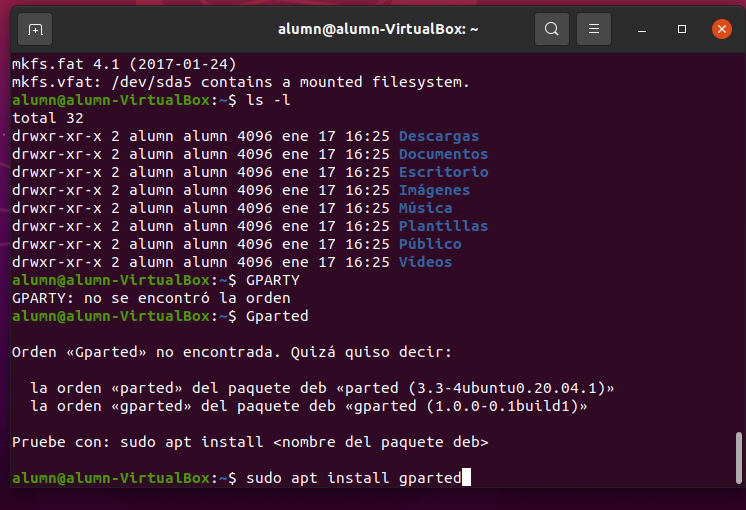 alumn@alumn-VirtualBox: ~
mkfs.fat 4.1 (2017-01-24)
mkfs.vfat: /dev/sda5 contains a mounted filesystem.
alumn@alumn-VirtualBox:~$ ls -l
total 32
drwxr-xr-x 2 alumn alumn 4096 ene 17 16:25 Descargas
drwxr-xr-x 2 alumn alumn 4096 ene 17 16:25 Documentos
drwxr-xr-x 2 alumn alumn 4096 ene 17 16:25 Escritorio
drwxr-xr-x 2 alumn alumn 4096 ene 17 16:25 Imágenes
drwxr-xr-x 2 alumn alumn 4096 ene 17 16:25 Música
drwxr-xr-x 2 alumn alumn 4096 ene 17 16:25 Plantillas
drwxr-xr-x 2 alumn alumn 4096 ene 17 16:25 Público
drwxr-xr-x 2 alumn alumn 4096 ene 17 16:25 Vídeos
alumn@alumn-VirtualBox:~$ GPARTY
GPARTY: no se encontró la orden
alumn@alumn-VirtualBox:~$ Gparted
Orden «Gparted» no encontrada. Quizá quiso decir:
la orden «parted» del paquete deb «parted (3.3-4ubuntu0.20.04.1)»
la orden «gparted» del paquete deb «gparted (1.0.0-0.1build1)»
Pruebe con: sudo apt install <nombre del paquete deb>
alumn@alumn-VirtualBox:~$ sudo apt install gparted